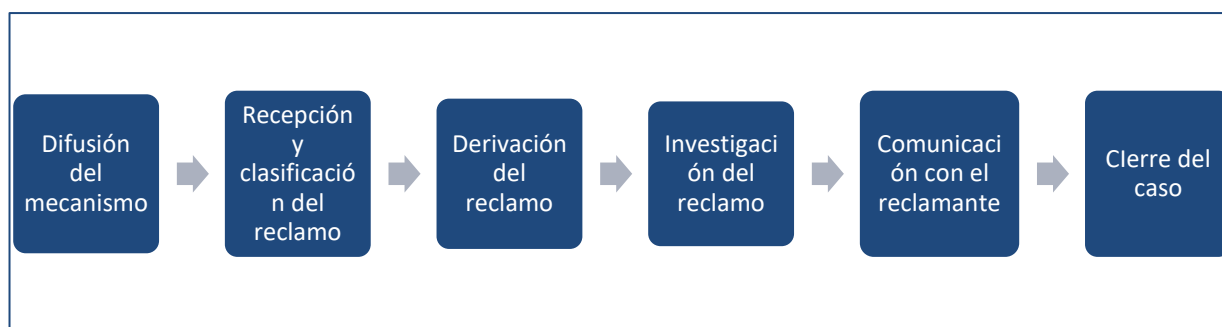 Difusión
del
mecanismo
Recepción
y
clasificació
n del
reclamo
Derivación
del
reclamo
Investigaci
ón del
reclamo
Comunicaci
ón con el
reclamante
CIerre del
caso